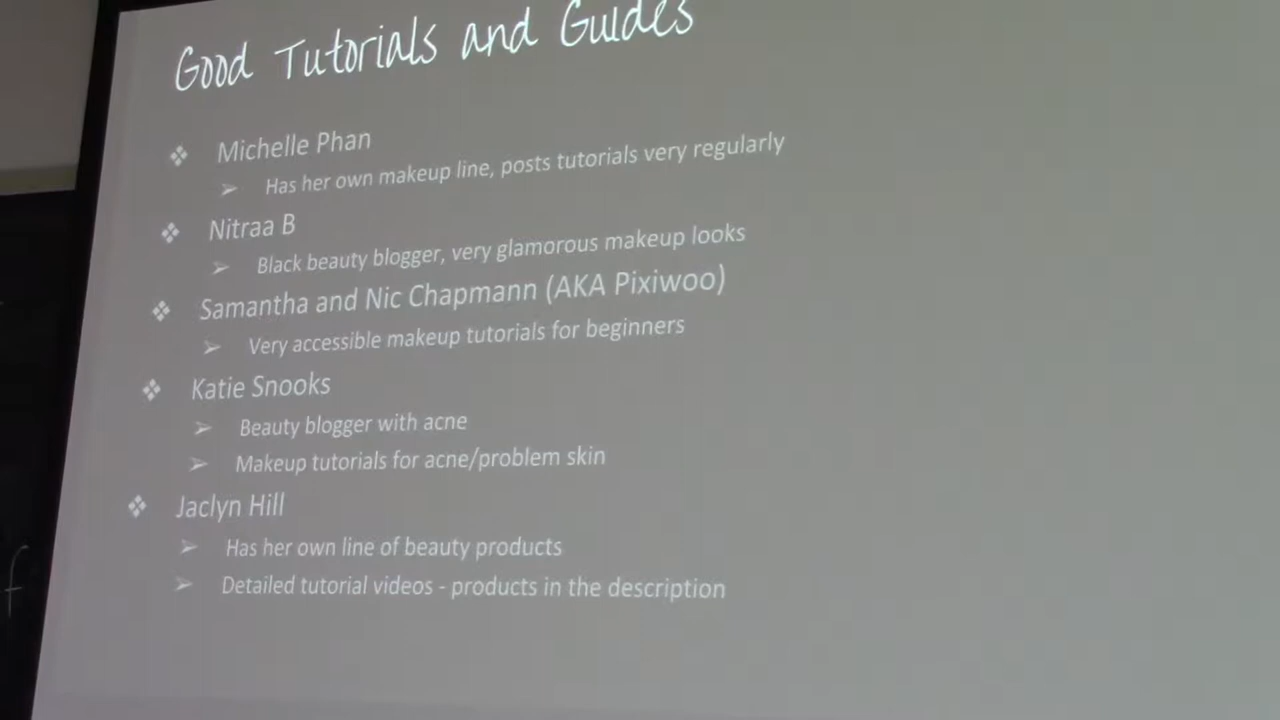 Good Tutorials and Guides
❖ Michelle Phan
➢ Has her own makeup line, posts tutorials very regularly
❖ Nitraa B
➢ Black beauty blogger, very glamorous makeup looks
❖ Samantha and Nic Chapmann (AKA Pixiwoo)
➢ Very accessible makeup tutorials for beginners
❖ Katie Snooks
➢ Beauty blogger with acne
➢ Makeup tutorials for acne/problem skin
❖ Jaclyn Hill
➢ Has her own line of beauty products
➢ Detailed tutorial videos - products in the description